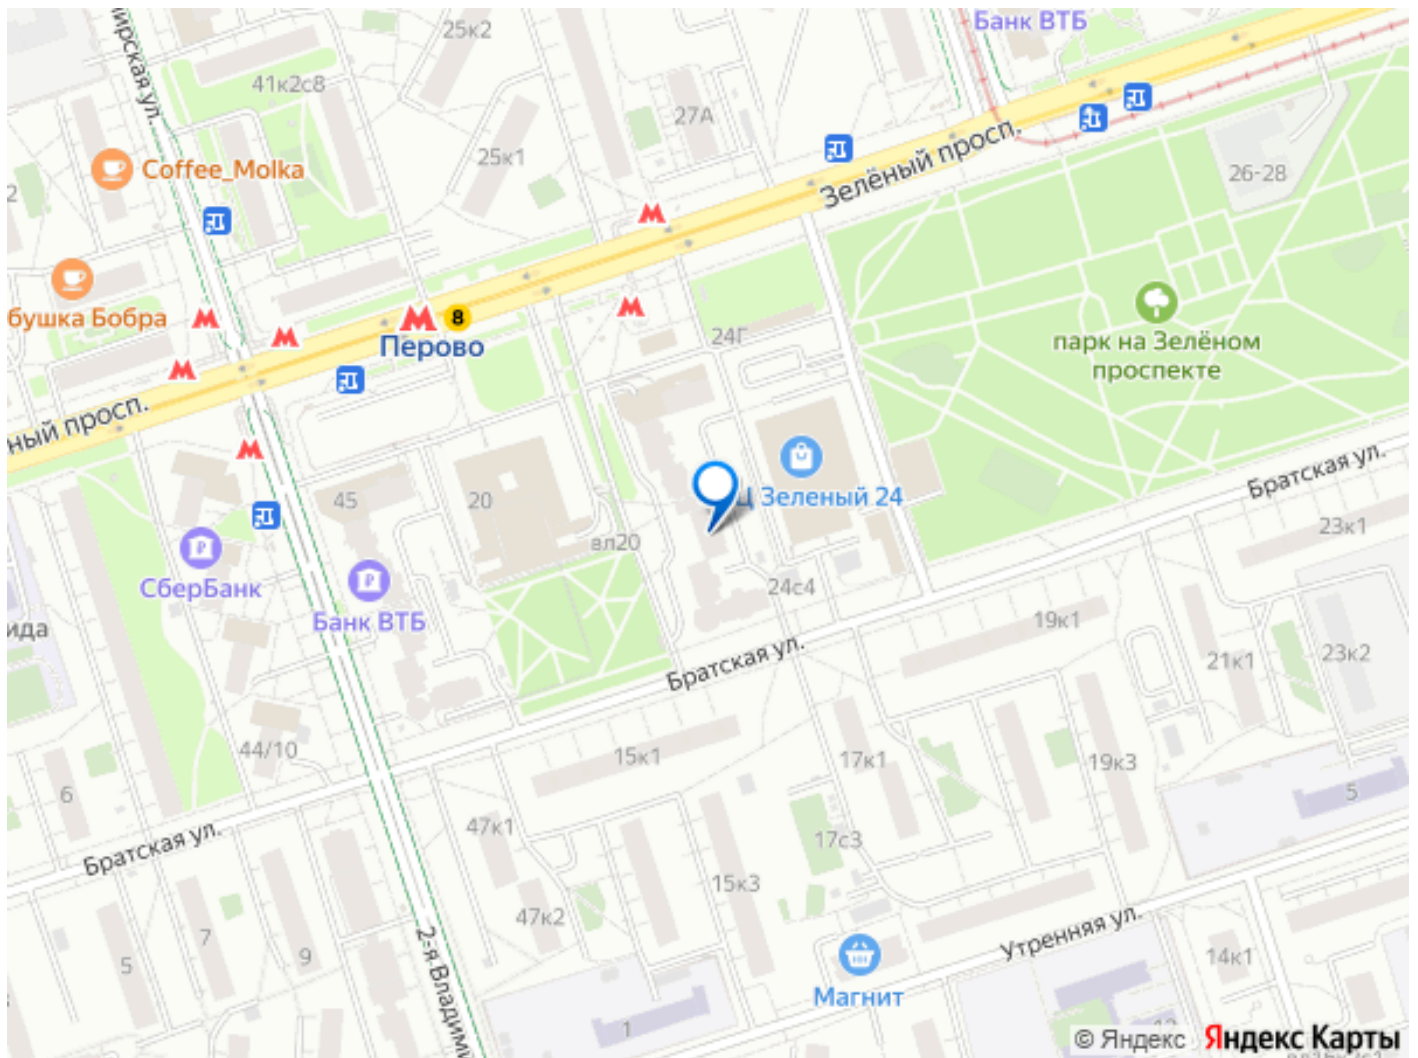 Банк ВТБ
25к2
ирская ул.
41к2с8
27А
25к1
Coffee_Molka
Зелёный просп.
26-28
2
бушка Бобра
8
Перово
24Г
парк на Зелёном
проспекте
ный просп.
Братская ул.
45
20
Ц Зеленый 24
вл20
23к1
СберБанк
24с4
Банк ВТБ
ида
19к1
Братская ул.
21к1
23к2
44/10
15к1
17к1
19к3
6
5
47к1
Братская ул.
17с3
15к3
47к2
Утренняя ул.
7
9
5
2-я Владими
14к1
Магнит
1
© Яндекс Яндекс Карты